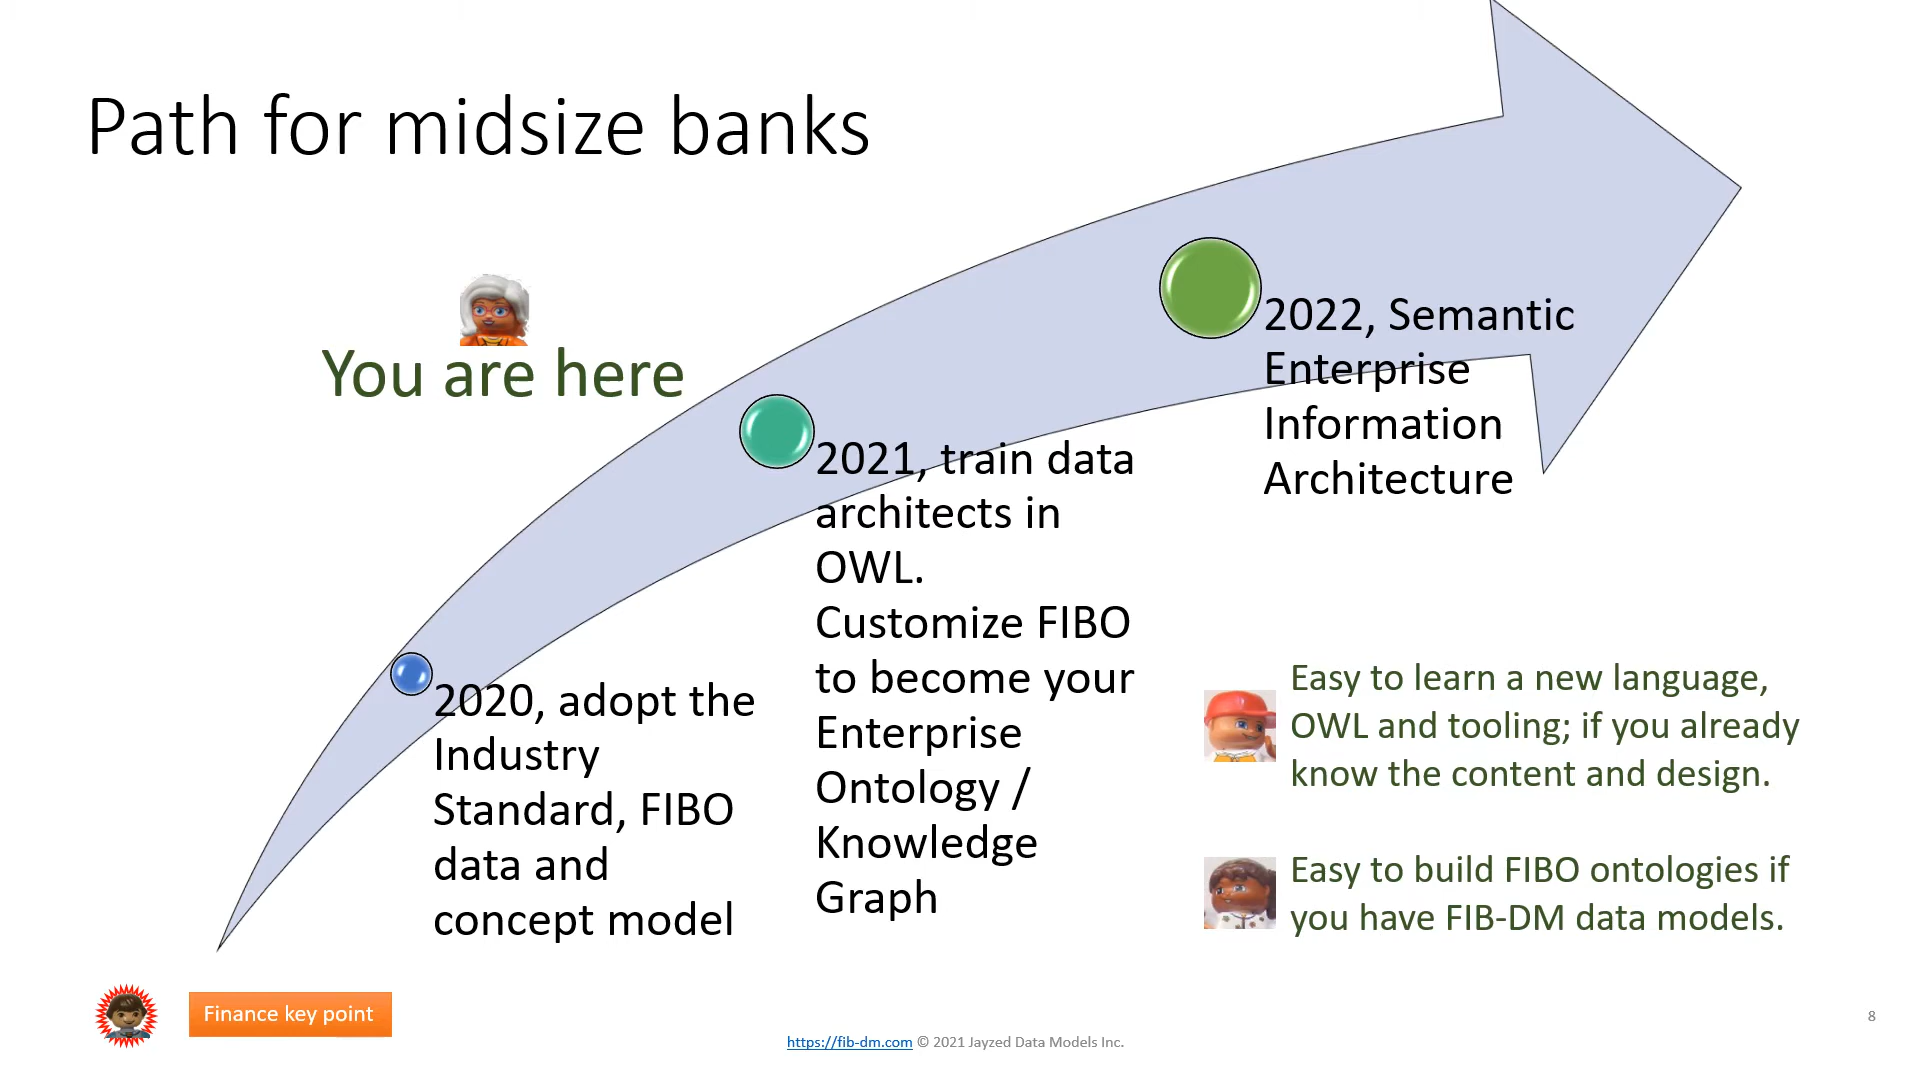 Path for midsize banks
You are here
2020, adopt the
Industry
Standard, FIBO
data and
concept model
2021, train data
architects in
OWL.
Customize FIBO
to become your
Enterprise
Ontology /
Knowledge
Graph
2022, Semantic
Enterprise
Information
Architecture
Easy to learn a new language,
OWL and tooling; if you already
know the content and design.
Easy to build FIBO ontologies if
you have FIB-DM data models.
Finance key point
https://fib-dm.com © 2021 Jayzed Data Models Inc.
8